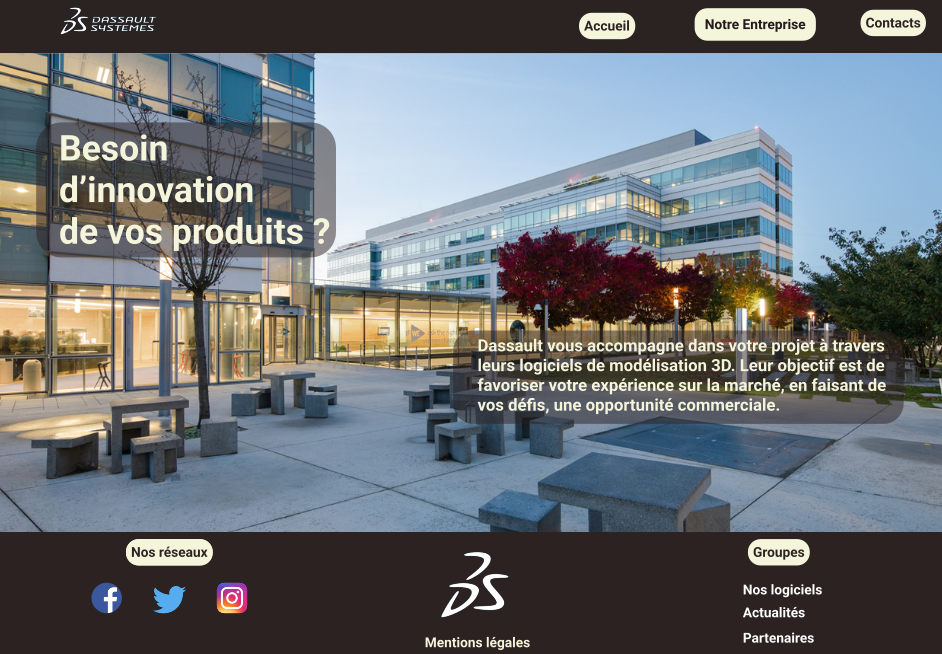 DASSAULT
SYSTEMES
Accueil
Notre Entreprise
Contacts
Besoin
d’innovation
de vos produits ?
Dassault vous accompagne dans votre projet à travers
leurs logiciels de modélisation 3D. Leur objectif est de
favoriser votre expérience sur la marché, en faisant de
vos défis, une opportunité commerciale.
Nos réseaux
Groupes
Nos logiciels
Actualités
Partenaires
Mentions légales